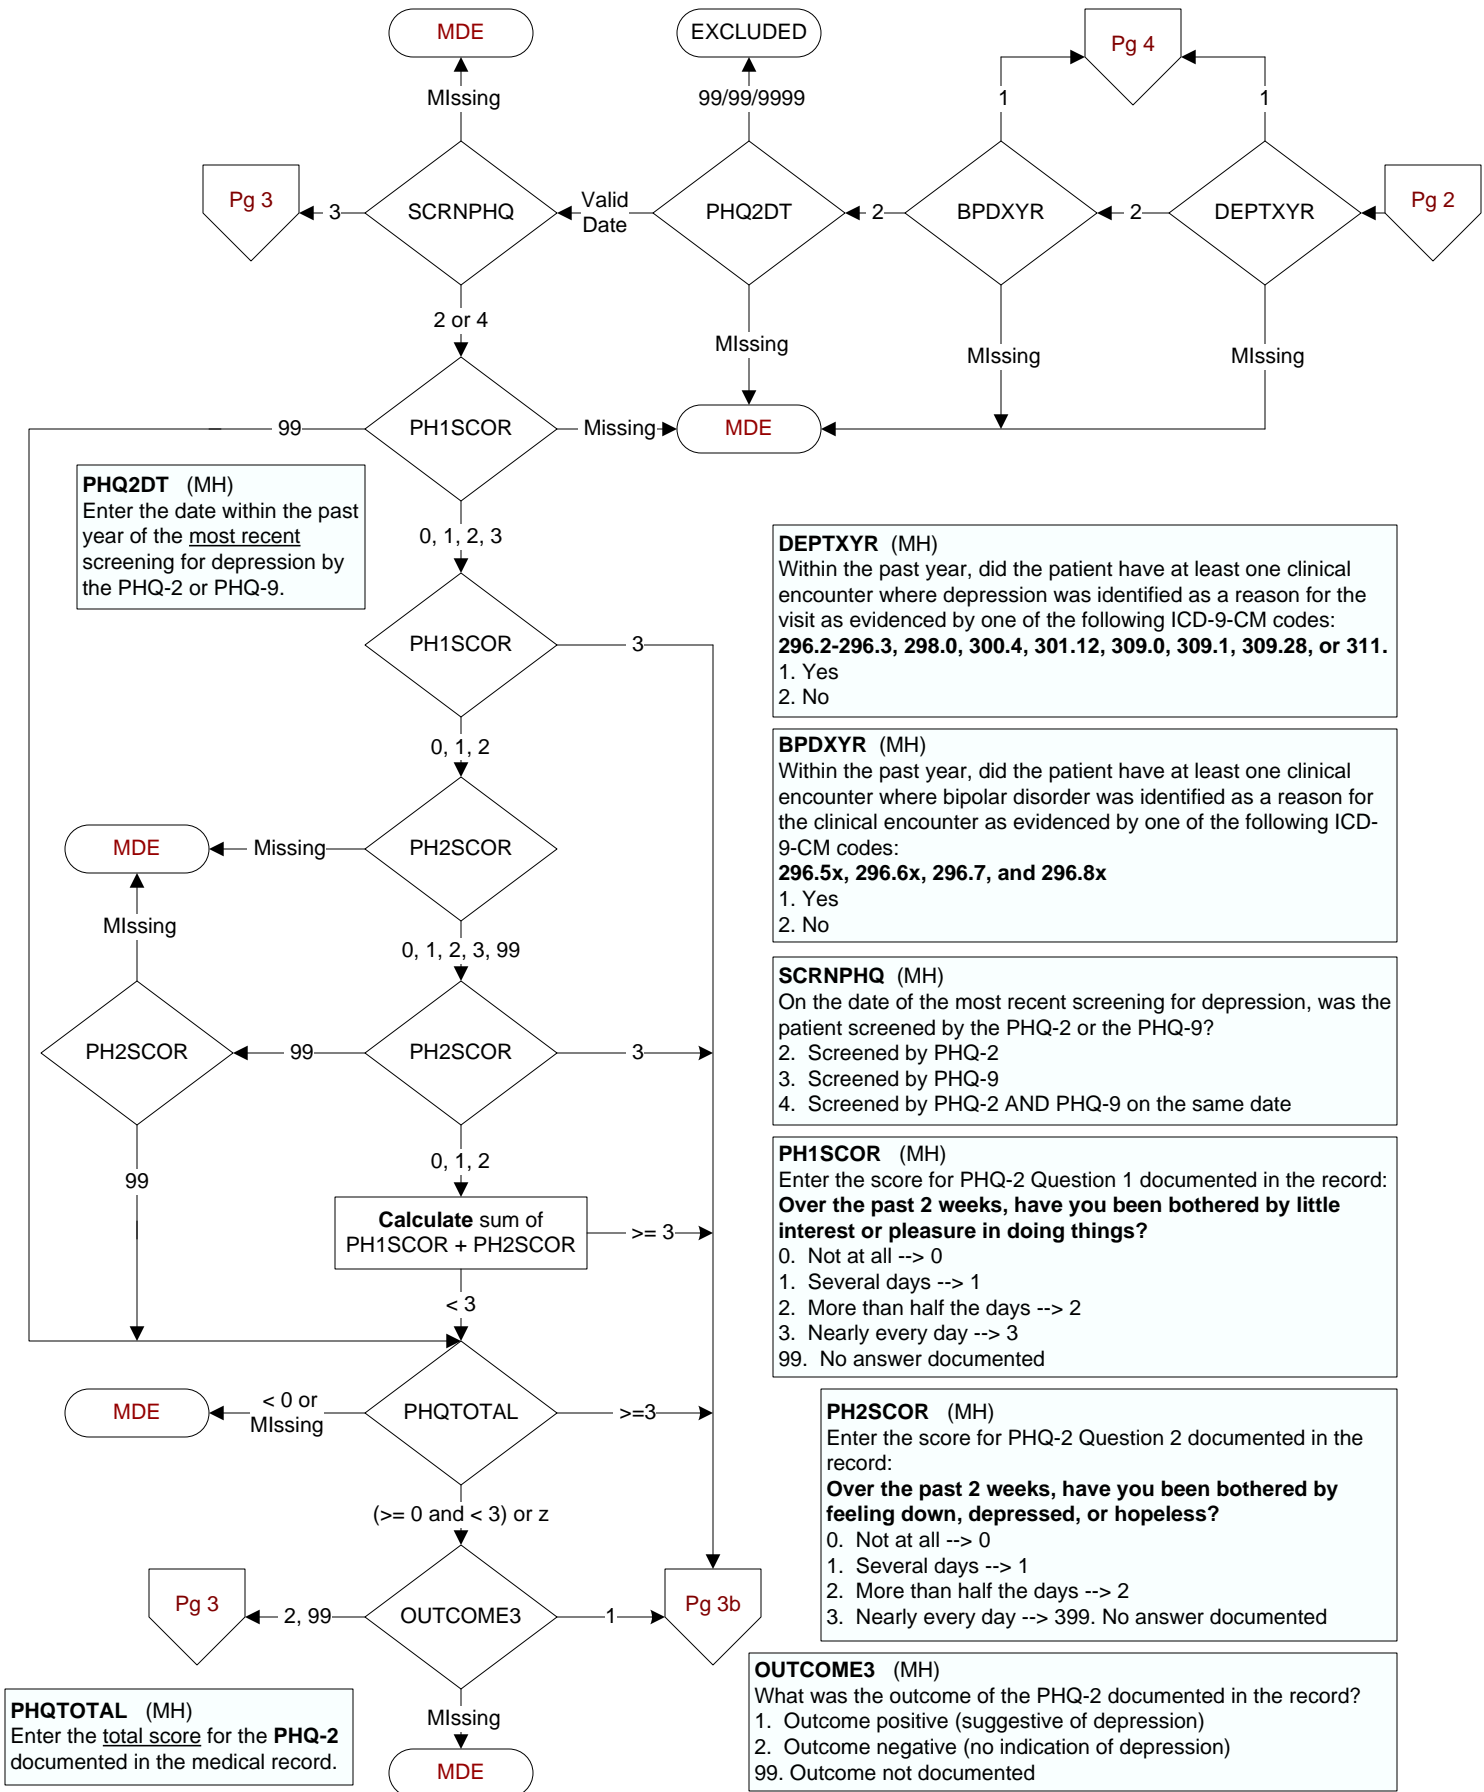 MDE
EXCLUDED
Pg 4
MIssing
99/99/9999
1
1
Pg 3
3
SCRNPHQ
Valid
Date
PHQ2DT
2
BPDXYR
2
DEPTXYR
Pg 2
2 or 4
MIssing
MIssing
MIssing
99
PH1SCOR
Missing
MDE
PHQ2DT (MH)
Enter the date within the past
year of the most recent
screening for depression by
the PHQ-2 or PHQ-9.
0, 1, 2, 3
PH1SCOR
3
0, 1, 2
MDE
Missing
PH2SCOR
MIssing
0, 1, 2, 3, 99
PH2SCOR
99
PH2SCOR
3
99
0, 1, 2
Calculate sum of
PH1SCOR + PH2SCOR
>= 3
< 3
MDE
< 0 or
MIssing
PHQTOTAL
>=3
(>= 0 and < 3) or z
Pg 3
2, 99
OUTCOME3
1
Pg 3b
MIssing
MDE
PHQTOTAL (MH)
Enter the total score for the PHQ-2
documented in the medical record.
DEPTXYR (MH)
Within the past year, did the patient have at least one clinical
encounter where depression was identified as a reason for the
visit as evidenced by one of the following ICD-9-CM codes:
296.2-296.3, 298.0, 300.4, 301.12, 309.0, 309.1, 309.28, or 311.
1. Yes
2. No
BPDXYR (MH)
Within the past year, did the patient have at least one clinical
encounter where bipolar disorder was identified as a reason for
the clinical encounter as evidenced by one of the following ICD-
9-CM codes:
296.5x, 296.6x, 296.7, and 296.8x
1. Yes
2. No
SCRNPHQ (MH)
On the date of the most recent screening for depression, was the
patient screened by the PHQ-2 or the PHQ-9?
2. Screened by PHQ-2
3. Screened by PHQ-9
4. Screened by PHQ-2 AND PHQ-9 on the same date
PH1SCOR (MH)
Enter the score for PHQ-2 Question 1 documented in the record:
Over the past 2 weeks, have you been bothered by little
interest or pleasure in doing things?
0. Not at all --> 0
1. Several days --> 1
2. More than half the days --> 2
3. Nearly every day --> 3
99. No answer documented
PH2SCOR (MH)
Enter the score for PHQ-2 Question 2 documented in the
record:
Over the past 2 weeks, have you been bothered by
feeling down, depressed, or hopeless?
0. Not at all --> 0
1. Several days --> 1
2. More than half the days --> 2
3. Nearly every day --> 399. No answer documented
OUTCOME3 (MH)
What was the outcome of the PHQ-2 documented in the record?
1. Outcome positive (suggestive of depression)
2. Outcome negative (no indication of depression)
99. Outcome not documented